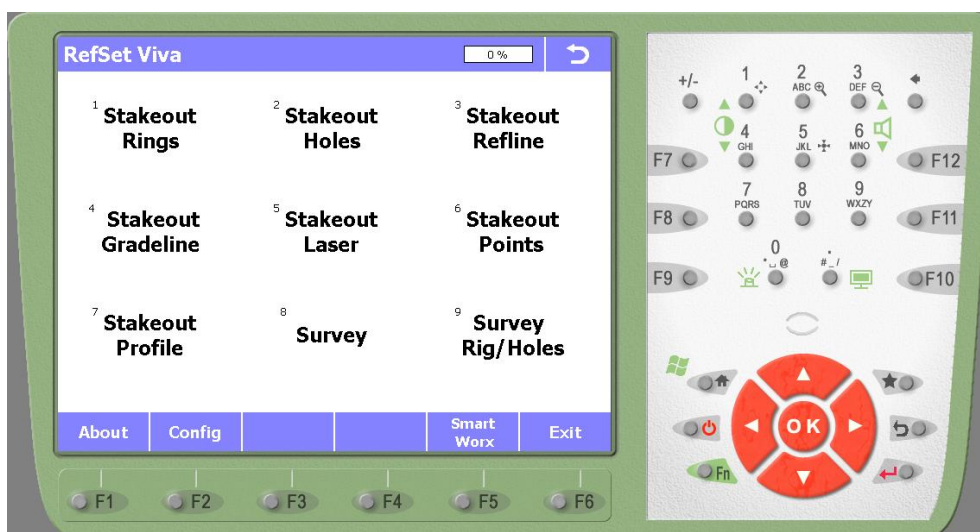 RefSet Viva
0 %
1 Stakeout
Rings
2 Stakeout
Holes
3 Stakeout
Refline
4 Stakeout
Gradeline
5 Stakeout
Laser
6 Stakeout
Points
7 Stakeout
Profile
8 Survey
9 Survey
Rig/Holes
About
Config
Smart
Worx
Exit
F1
F2
F3
F4
F5
F6
+/-
1
2
ABC
3
DEF
4
GHI
5
JKL
6
MNO
F7
F12
7
PQRS
8
TUV
9
WXZY
F8
F11
0
·⎵@
.
#_/
F9
F10
OK
Fn